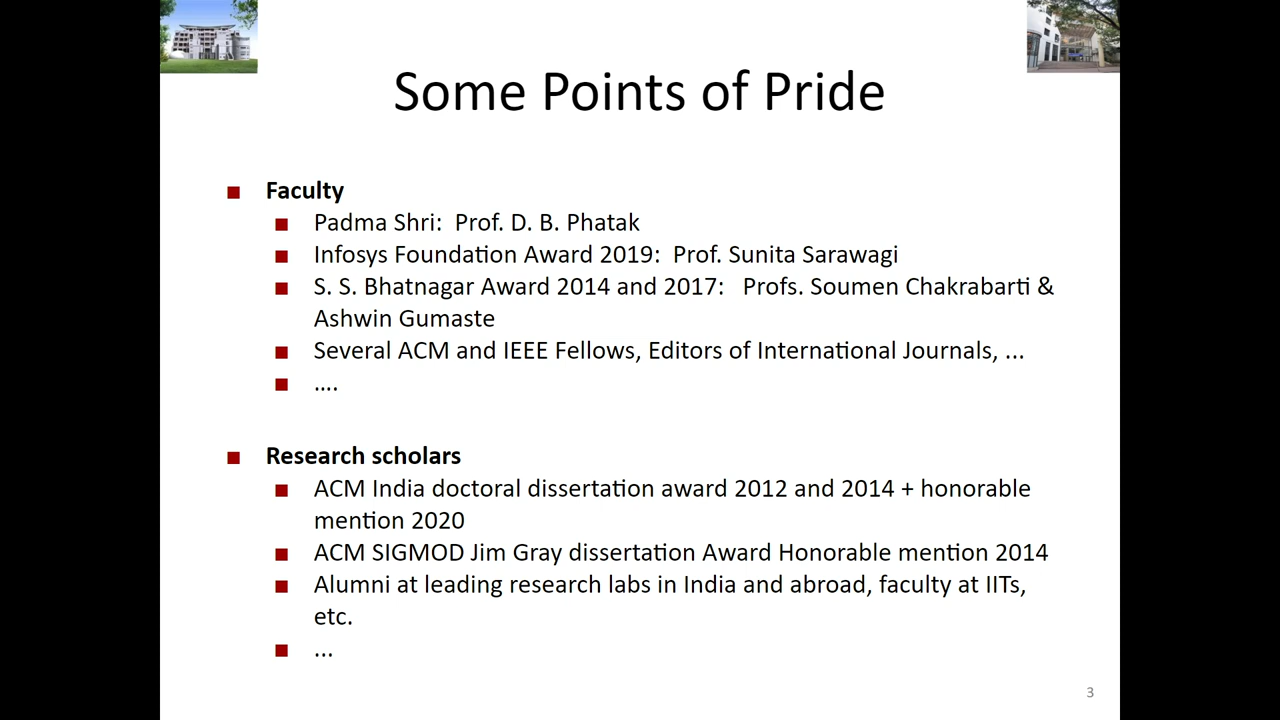 Some Points of Pride
Faculty
Padma Shri: Prof. D. B. Phatak
Infosys Foundation Award 2019: Prof. Sunita Sarawagi
S. S. Bhatnagar Award 2014 and 2017: Profs. Soumen Chakrabarti &
Ashwin Gumaste
Several ACM and IEEE Fellows, Editors of International Journals, ...
....
Research scholars
ACM India doctoral dissertation award 2012 and 2014 + honorable
mention 2020
ACM SIGMOD Jim Gray dissertation Award Honorable mention 2014
Alumni at leading research labs in India and abroad, faculty at IITs,
etc.
...
3